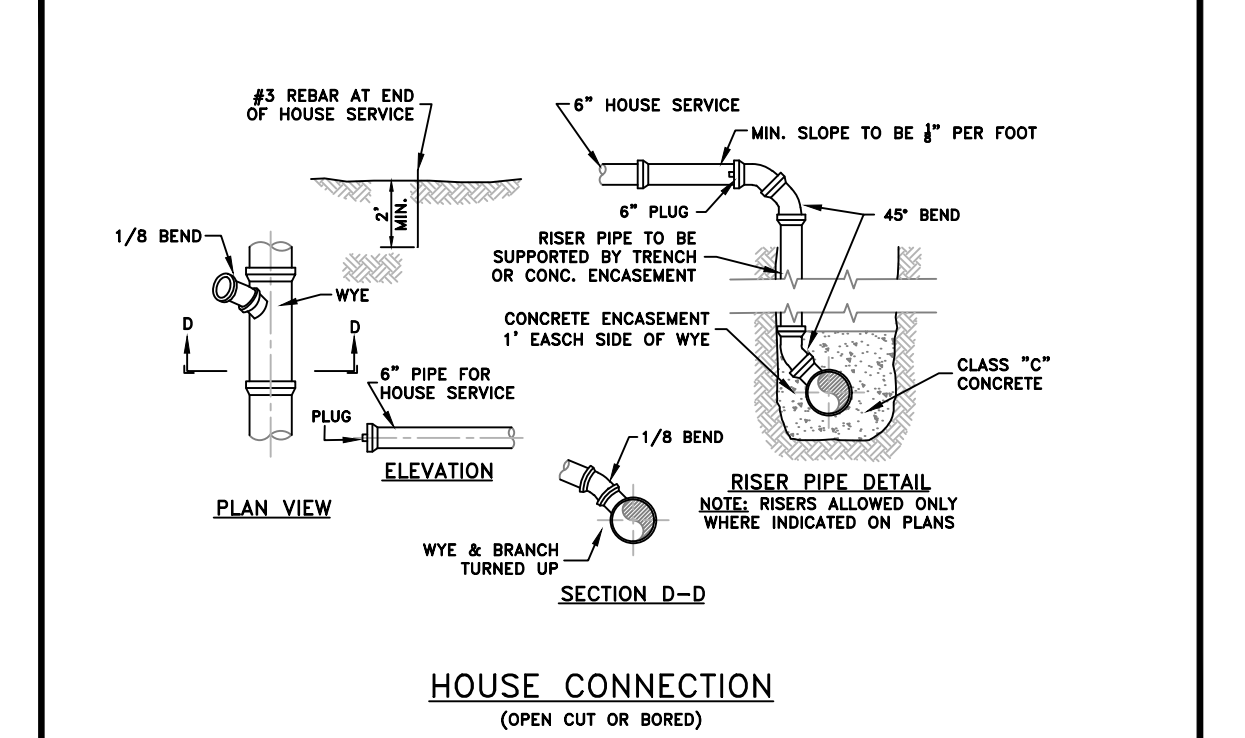 #3 REBAR AT END
OF HOUSE SERVICE
2'
MIN.
1/8 BEND
WYE
D
D
PLAN VIEW
6" PIPE FOR
HOUSE SERVICE
PLUG
ELEVATION
6" HOUSE SERVICE
MIN. SLOPE TO BE 1/8" PER FOOT
6" PLUG
45° BEND
RISER PIPE TO BE
SUPPORTED BY TRENCH
OR CONC. ENCASEMENT
CONCRETE ENCASEMENT
1' EASCH SIDE OF WYE
CLASS "C"
CONCRETE
RISER PIPE DETAIL
NOTE: RISERS ALLOWED ONLY
WHERE INDICATED ON PLANS
1/8 BEND
WYE & BRANCH
TURNED UP
SECTION D-D
HOUSE CONNECTION
(OPEN CUT OR BORED)